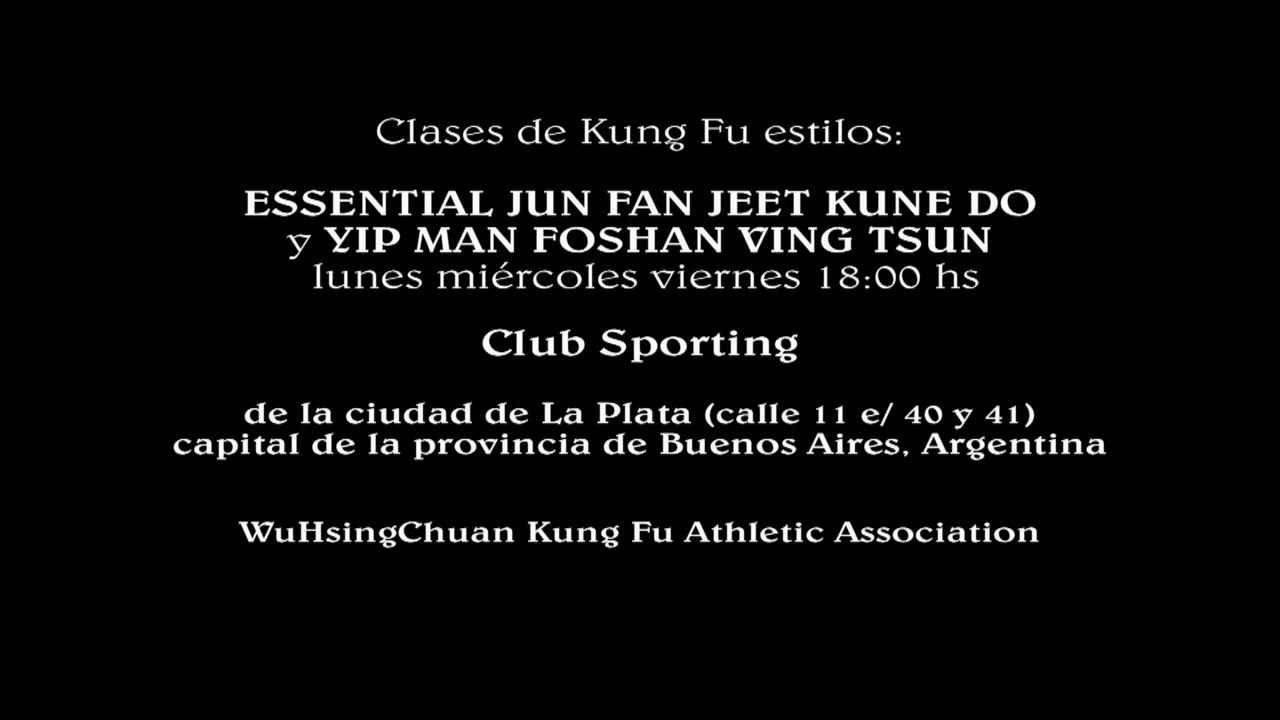 Clases de Kung Fu estilos:
ESSENTIAL JUN FAN JEET KUNE DO
y YIP MAN FOSHAN VING TSUN
lunes miércoles viernes 18:00 hs
Club Sporting
de la ciudad de La Plata (calle 11 e/ 40 y 41)
capital de la provincia de Buenos Aires, Argentina
WuHsingChuan Kung Fu Athletic Association